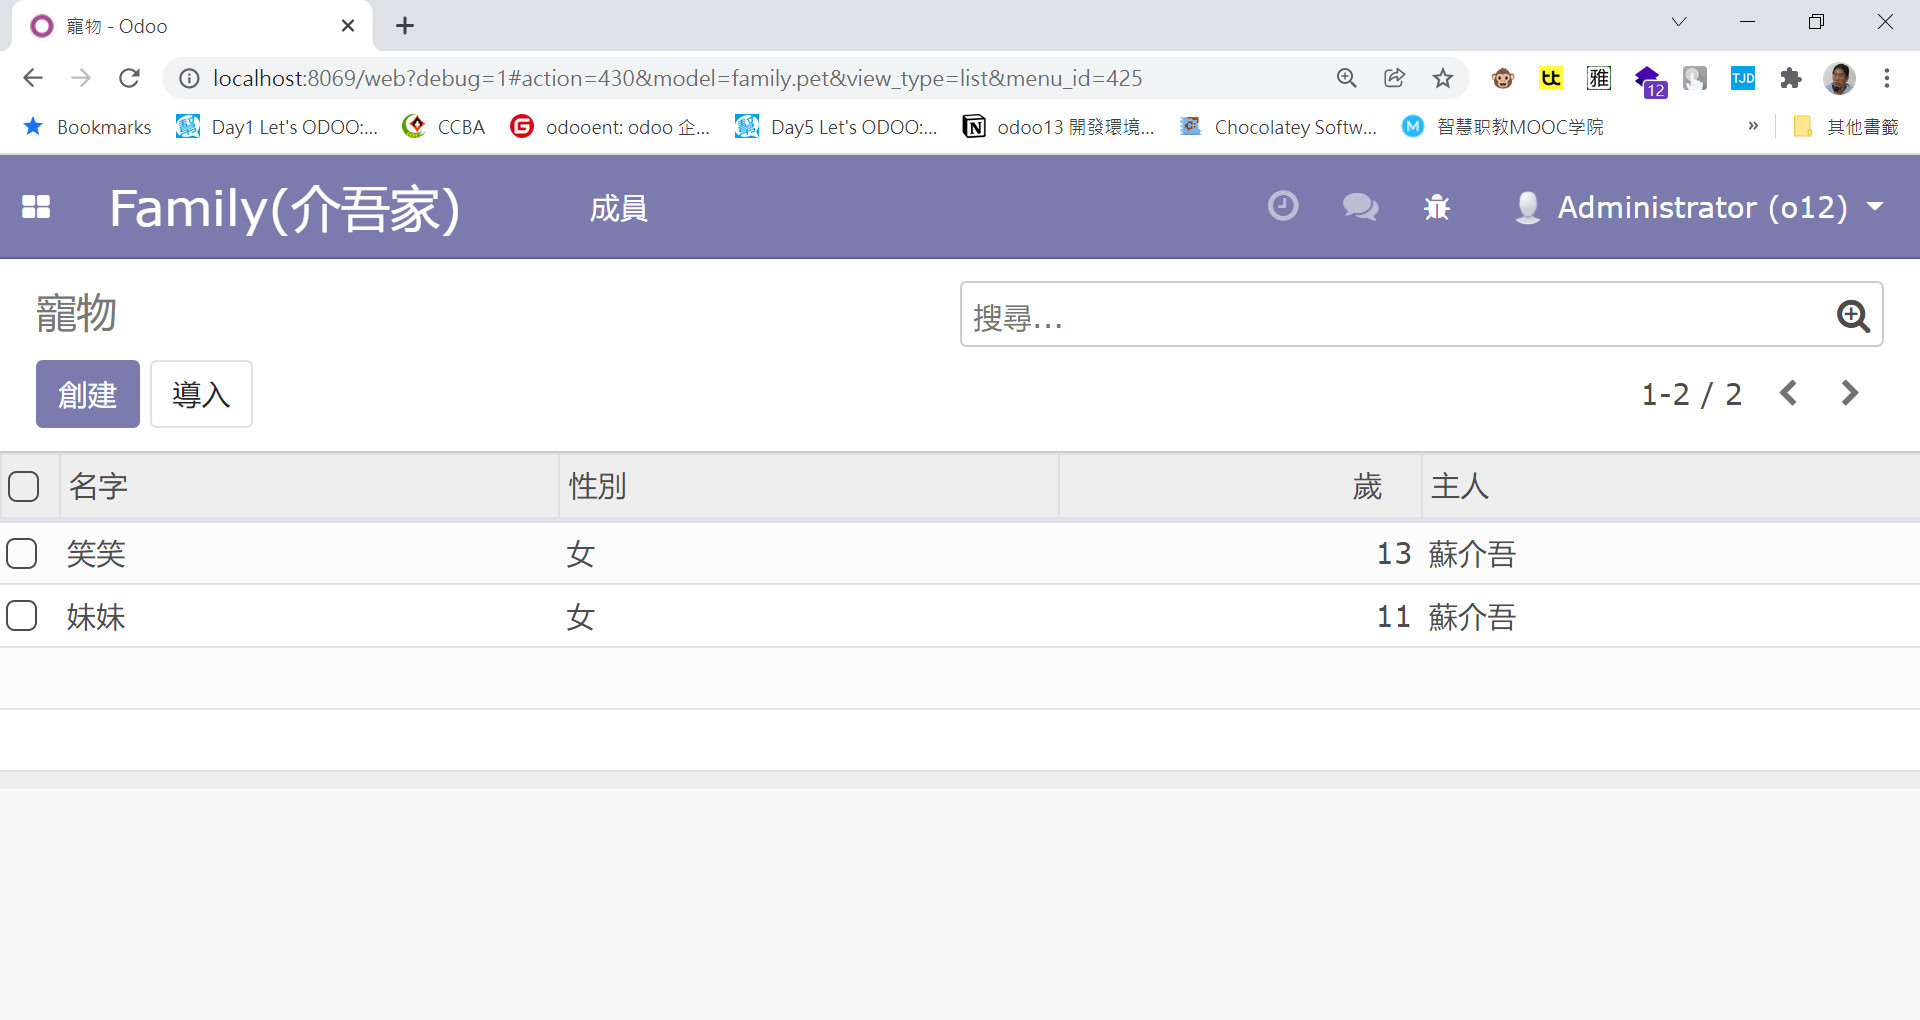 寵物 - Odoo
localhost:8069/web?debug=1#action=430&model=family.pet&view_type=list&menu_id=425
tt
雅
12
TJD
Bookmarks
Day1 Let's ODOO:...
CCBA
odooent: odoo 企...
Day5 Let's ODOO:...
odoo13 開發環境...
Chocolatey Softw...
智慧职教MOOC学院
»
其他書籤
Family(介吾家)
成員
Administrator (o12)
寵物
搜尋...
創建
導入
1-2 / 2
名字 性別 歲 主人
笑笑 女 13 蘇介吾
妹妹 女 11 蘇介吾